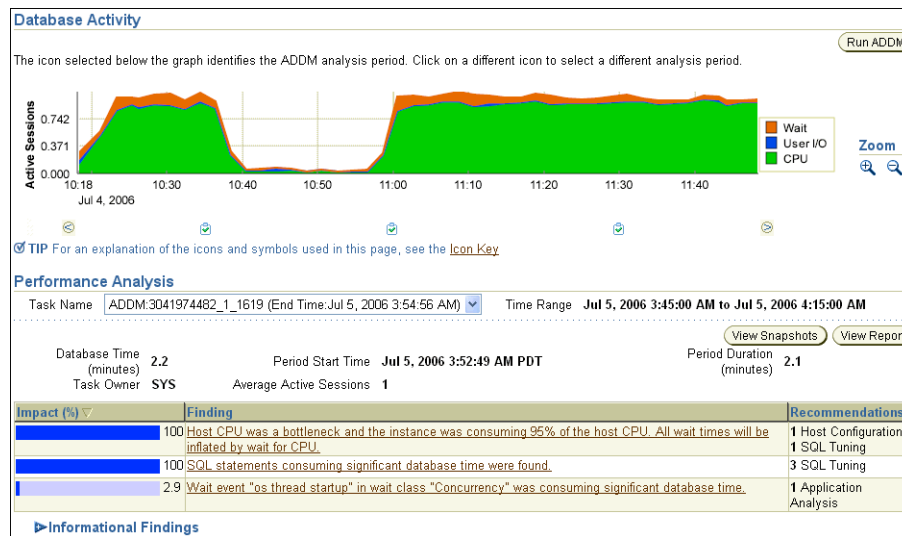 Database Activity
Run ADDM
The icon selected below the graph identifies the ADDM analysis period. Click on a different icon to select a different analysis period.
Active Sessions
0.742
0.371
0.000
10:18
10:30
10:40
10:50
11:00
11:10
11:20
11:30
11:40
Jul 4, 2006
Wait
User I/O
CPU
Zoom
TIP For an explanation of the icons and symbols used in this page, see the Icon Key
Performance Analysis
Task Name ADDM:3041974482_1_1619 (End Time:Jul 5, 2006 3:54:56 AM) Time Range Jul 5, 2006 3:45:00 AM to Jul 5, 2006 4:15:00 AM
View Snapshots View Repor
Database Time (minutes) 2.2 Period Start Time Jul 5, 2006 3:52:49 AM PDT Period Duration (minutes) 2.1
Task Owner SYS Average Active Sessions 1
Impact (%) Finding Recommendations
100 Host CPU was a bottleneck and the instance was consuming 95% of the host CPU. All wait times will be
inflated by wait for CPU.
1 Host Configuration
1 SQL Tuning
100 SQL statements consuming significant database time were found. 3 SQL Tuning
2.9 Wait event "os thread startup" in wait class "Concurrency" was consuming significant database time. 1 Application
Analysis
Informational Findings